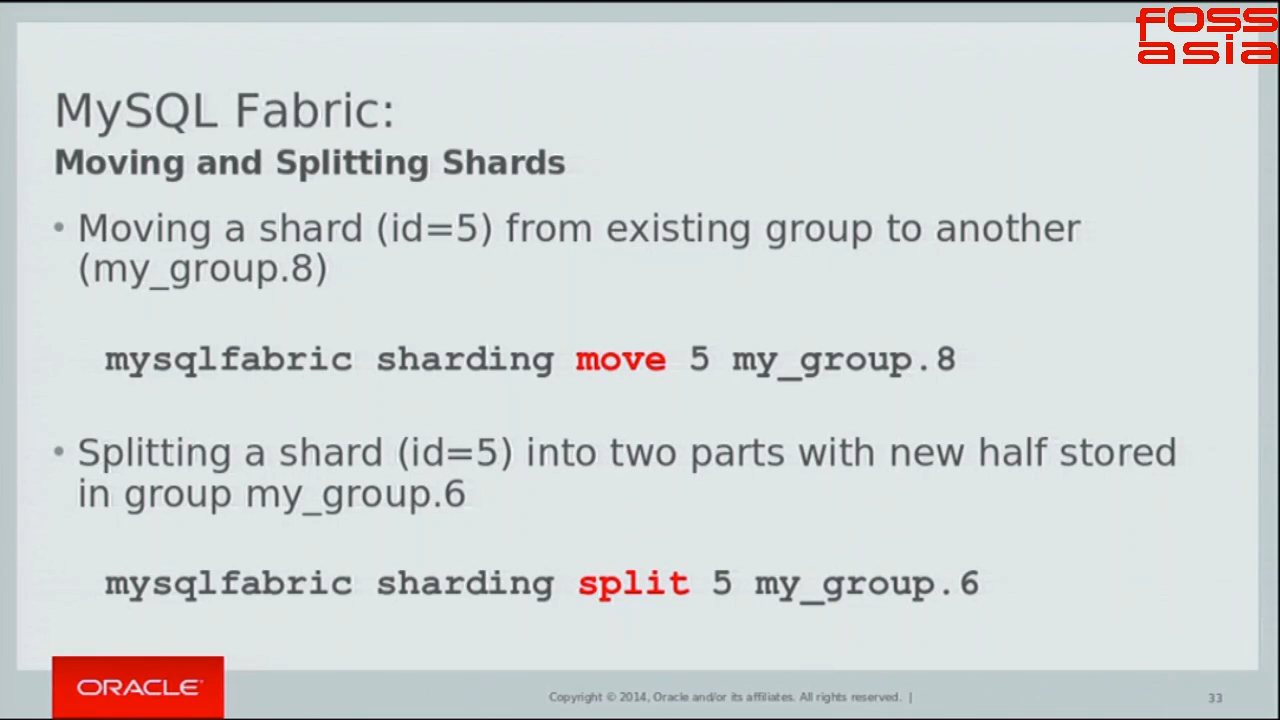 FOSS
asia
MySQL Fabric:
Moving and Splitting Shards
• Moving a shard (id=5) from existing group to another
(my_group.8)
mysqlfabric sharding move 5 my_group.8
• Splitting a shard (id=5) into two parts with new half stored
in group my_group.6
mysqlfabric sharding split 5 my_group.6
ORACLE
Copyright © 2014, Oracle and/or its affiliates. All rights reserved. |
33